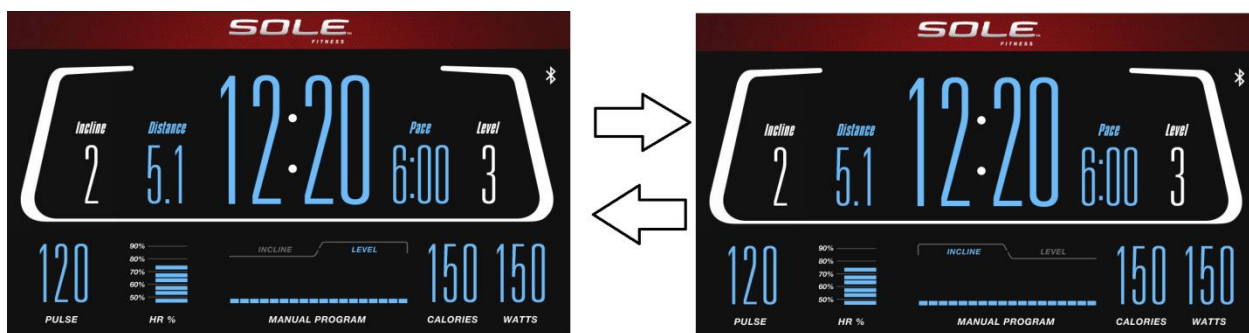 SOLE
FITNESS
12:20
Incline Distance Pace Level
2 5.1 6:00 3
120
90%
80%
70%
60%
50%
INCLINE LEVEL
150 150
PULSE HR % MANUAL PROGRAM CALORIES WATTS
SOLE
FITNESS
12:20
Incline Distance Pace Level
2 5.1 6:00 3
120
90%
80%
70%
60%
50%
INCLINE LEVEL
150 150
PULSE HR % MANUAL PROGRAM CALORIES WATTS